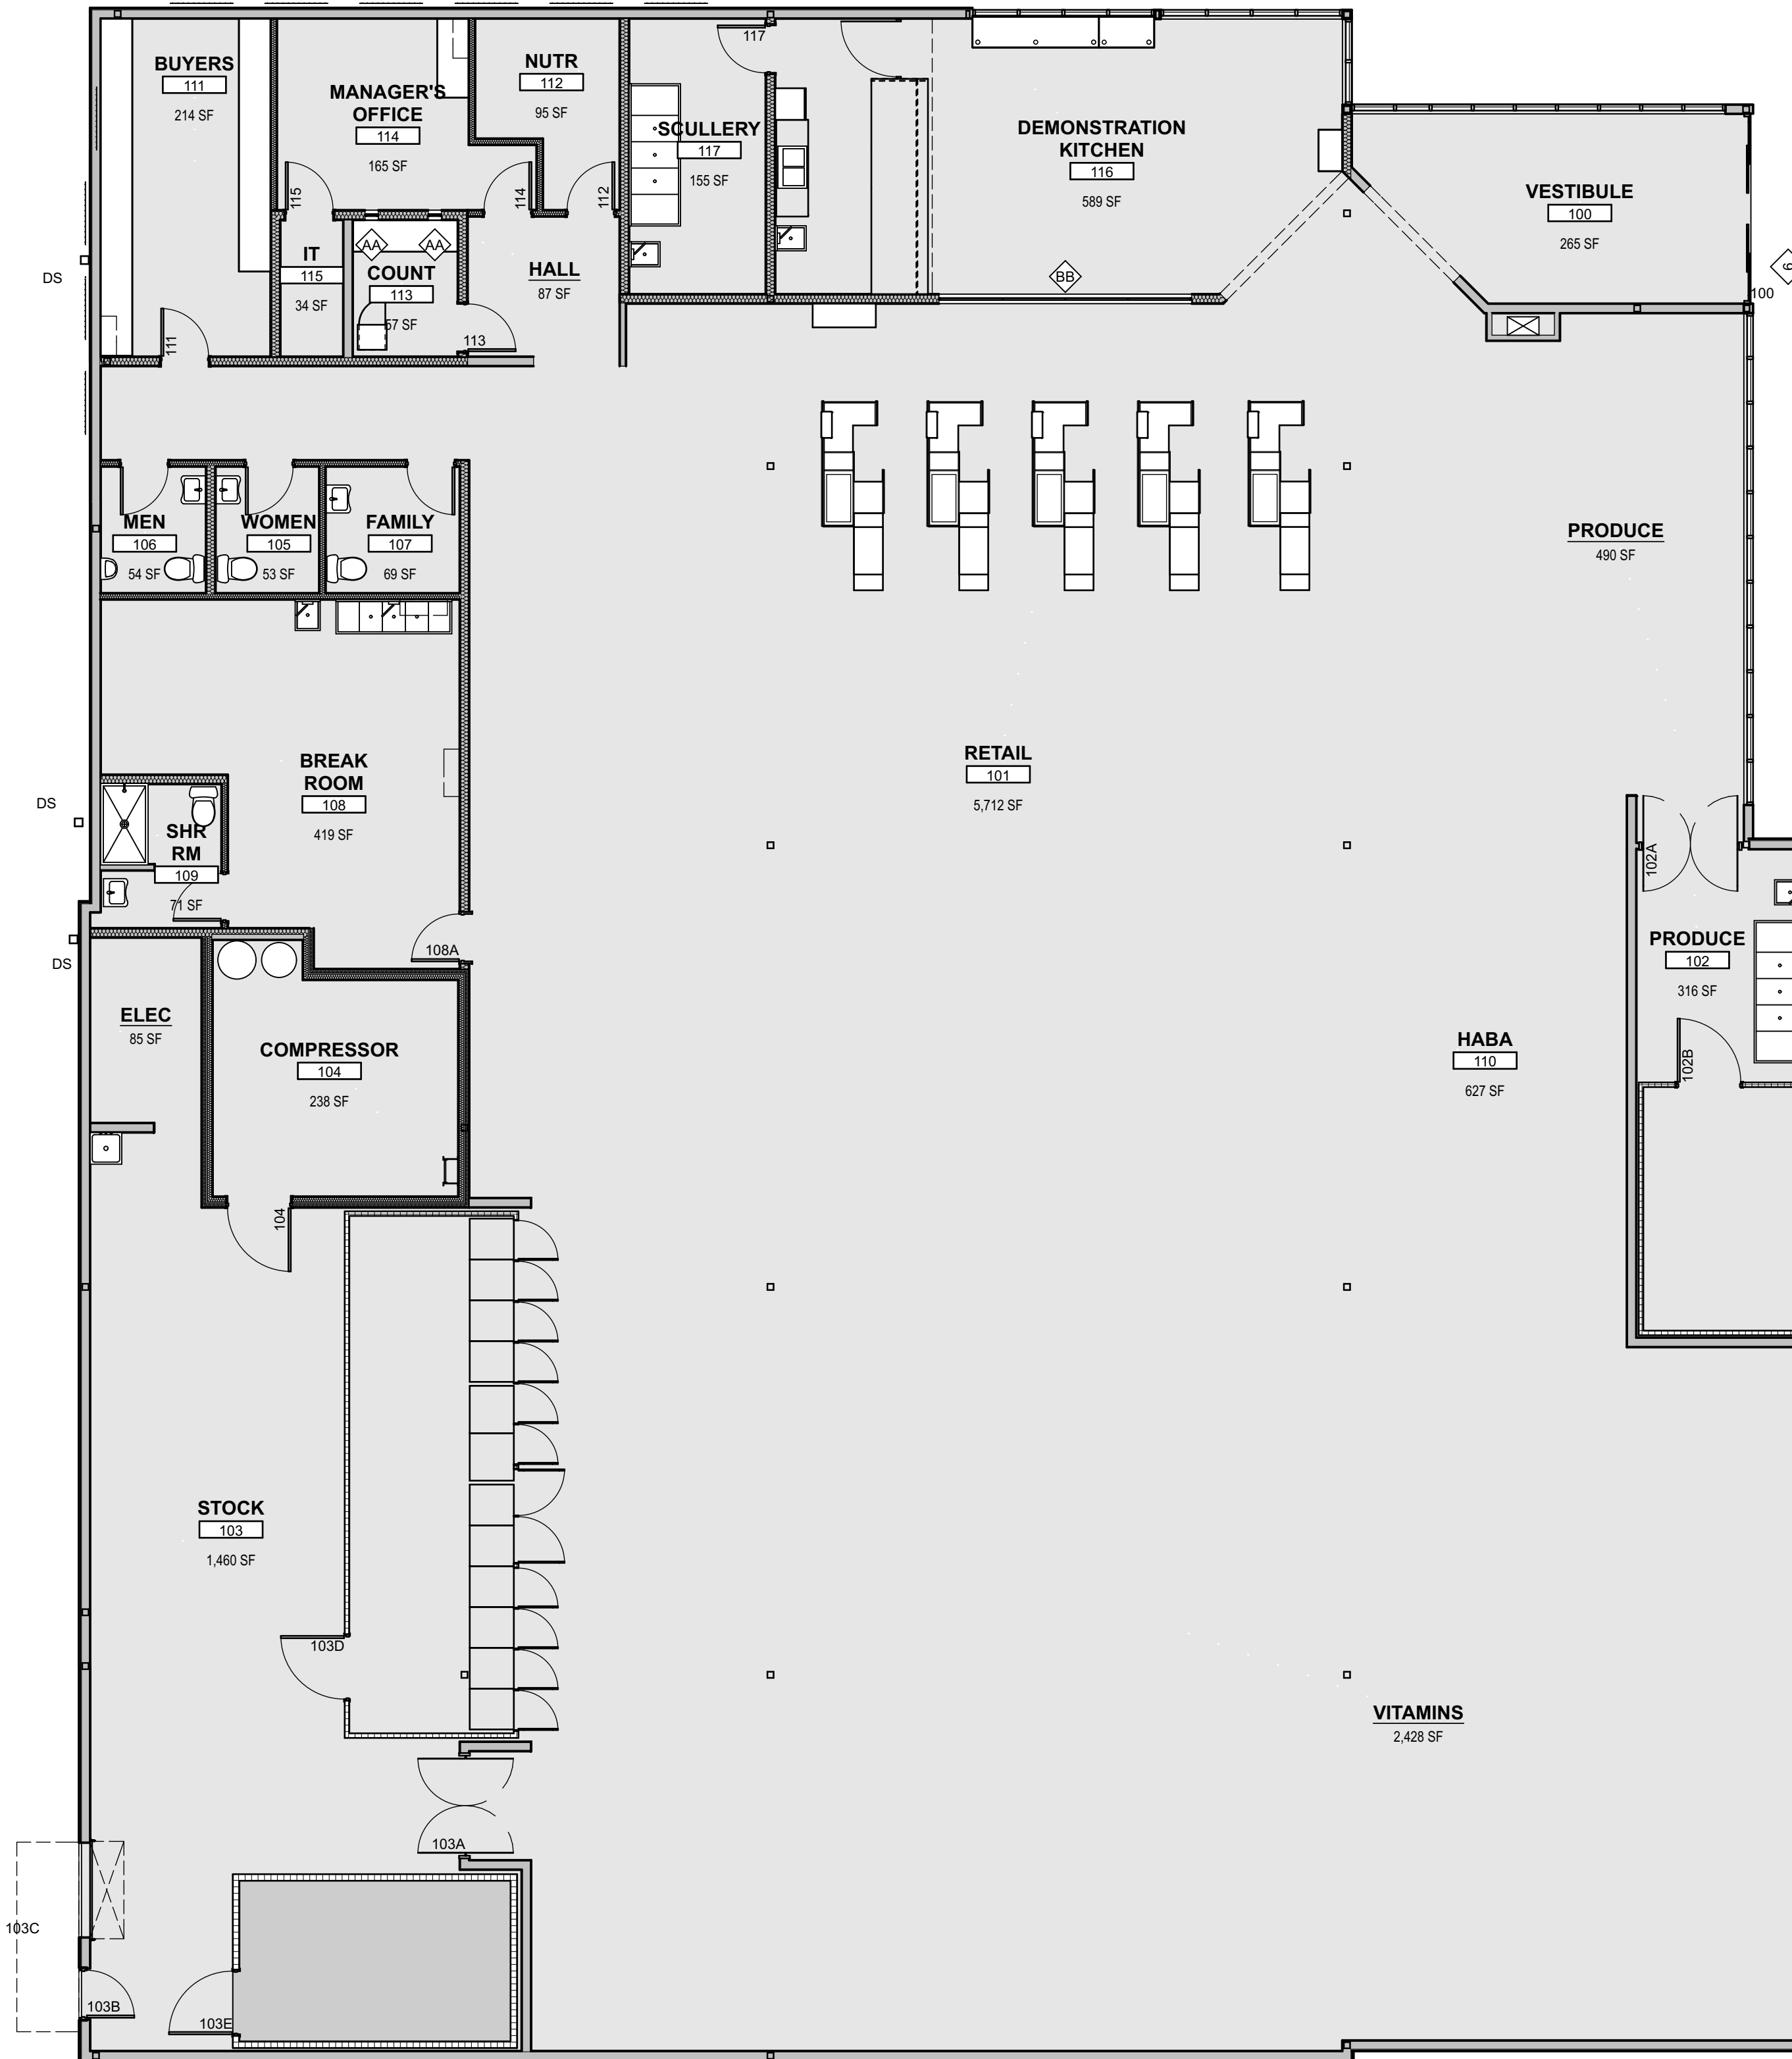 BUYERS
111
214 SF
MANAGER'S
OFFICE
114
165 SF
NUTR
112
95 SF
117
SCULLERY
117
155 SF
DEMONSTRATION
KITCHEN
116
589 SF
VESTIBULE
100
265 SF
115
114
112
DS
IT
115
34 SF
AA
AA
COUNT
113
57 SF
HALL
87 SF
BB
6
100
111
113
MEN
106
54 SF
WOMEN
105
53 SF
FAMILY
107
69 SF
PRODUCE
490 SF
BREAK
ROOM
108
419 SF
RETAIL
101
5,712 SF
DS
SHR
RM
109
71 SF
102A
108A
DS
PRODUCE
102
316 SF
ELEC
85 SF
COMPRESSOR
104
238 SF
HABA
110
627 SF
102B
104
STOCK
103
1,460 SF
103D
VITAMINS
2,428 SF
103A
103C
103B
103E